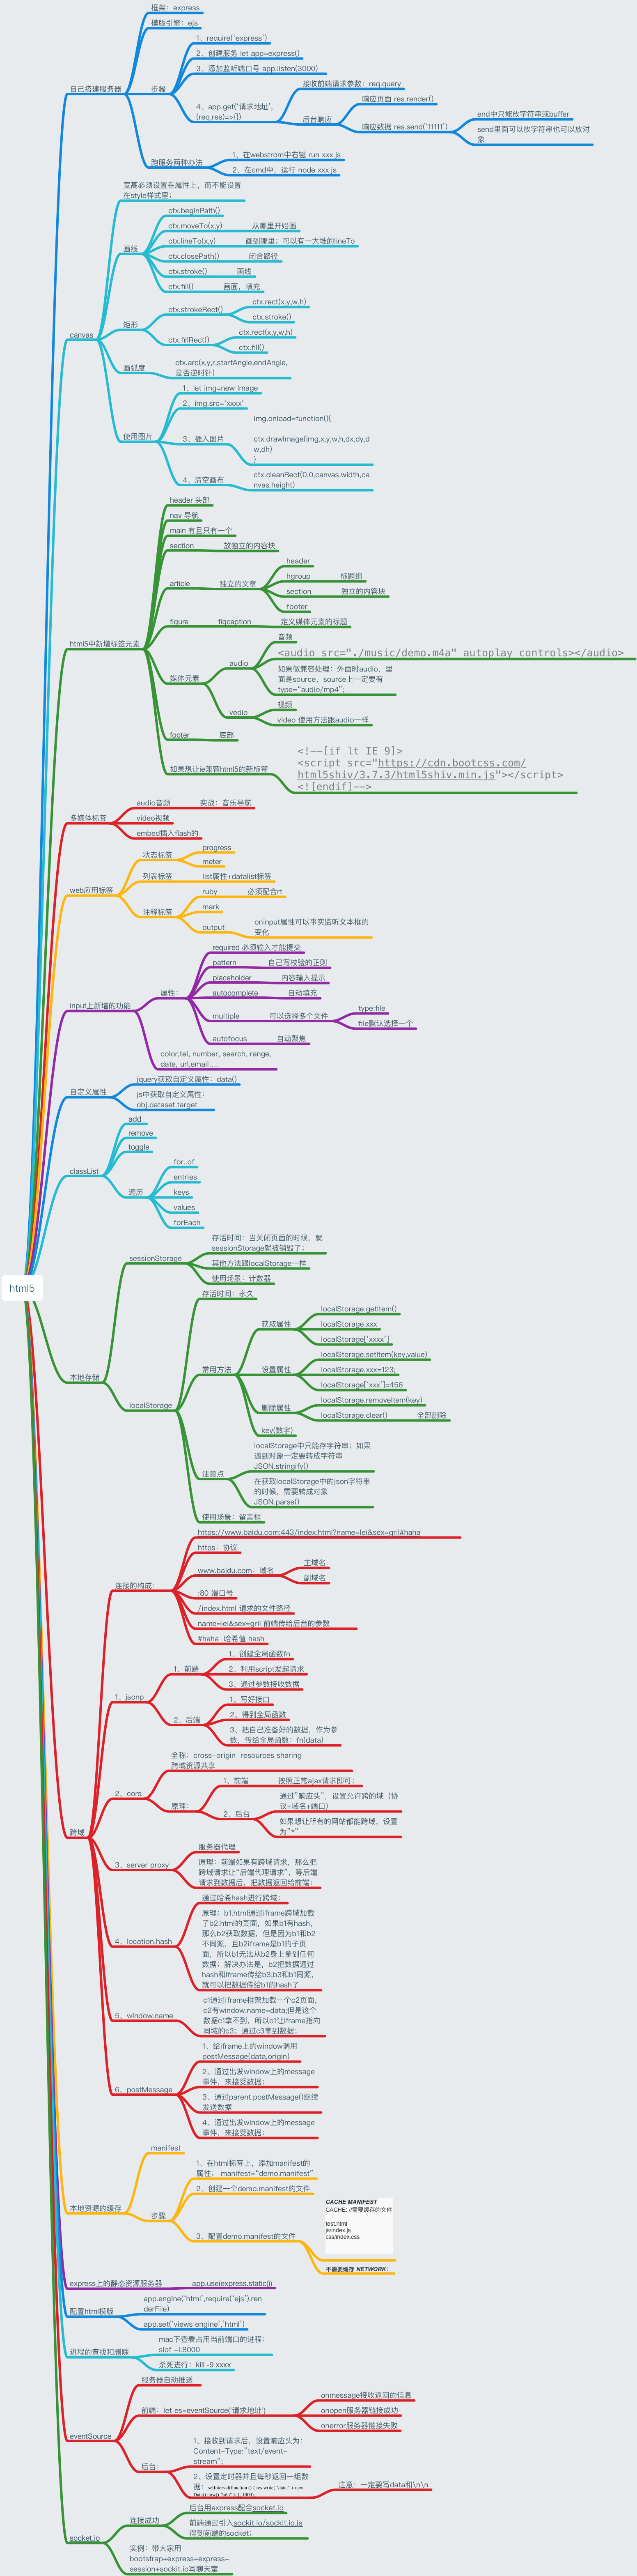 html5
自己搭建服务器
框架：express
模版引擎：ejs
步骤
1、require('express')
2、创建服务 let app=express()
3、添加监听端口号 app.listen(3000)
4、app.get('请求地址',
(req,res)=>{})
接收前端请求参数：req.query
后台响应
响应页面 res.render()
响应数据 res.send('11111')
end中只能放字符串或buffer
send里面可以放字符串也可以放对
象
跑服务两种办法
1、在webstrom中右键 run xxx.js
2、在cmd中，运行 node xxx.js
canvas
宽高必须设置在属性上，而不能设置
在style样式里；
画线
ctx.beginPath()
ctx.moveTo(x,y) 从哪里开始画
ctx.lineTo(x,y) 画到哪里；可以有一大堆的lineTo
ctx.closePath() 闭合路径
ctx.stroke() 画线
ctx.fill() 画面，填充
矩形
ctx.strokeRect()
ctx.rect(x,y,w,h)
ctx.stroke()
ctx.fillRect()
ctx.rect(x,y,w,h)
ctx.fill()
画弧度
ctx.arc(x,y,r,startAngle,endAngle,
是否逆时针)
使用图片
1、let img=new Image
2、img.src='xxxx'
3、插入图片
img.onload=function(){
ctx.drawImage(img,x,y,w,h,dx,dy,d
w,dh)
}
4、清空画布
ctx.cleanRect(0,0,canvas.width,ca
nvas.height)
html5中新增标签元素
header 头部
nav 导航
main 有且只有一个
section 放独立的内容块
article 独立的文章
header
hgroup 标题组
section 独立的内容块
footer
figure figcaption 定义媒体元素的标题
媒体元素
audio
音频
<audio src="./music/demo.m4a" autoplay controls></audio>
如果做兼容处理：外面时audio，里
面是source，source上一定要有
type="audio/mp4";
vedio
视频
video 使用方法跟audio一样
footer 底部
如果想让ie兼容html5的新标签
<!--[if lt IE 9]>
<script src="https://cdn.bootcss.com/
html5shiv/3.7.3/html5shiv.min.js"></script>
<![endif]-->
多媒体标签
audio音频 实战：音乐导航
video视频
embed插入flash的
web应用标签
状态标签
progress
meter
列表标签 list属性+datalist标签
注释标签
ruby 必须配合rt
mark
output
oninput属性可以事实监听文本框的
变化
input上新增的功能
属性：
required 必须输入才能提交
pattern 自己写校验的正则
placeholder 内容输入提示
autocomplete 自动填充
multiple 可以选择多个文件
type:file
file默认选择一个
autofocus 自动聚焦
color,tel, number, search, range,
date, url,email....
自定义属性
jquery获取自定义属性：data()
js中获取自定义属性：
obj.dataset.target
classList
add
remove
toggle
遍历
for..of
entries
keys
values
forEach
本地存储
sessionStorage
存活时间：当关闭页面的时候，就
sessionStorage就被销毁了；
其他方法跟localStorage一样
使用场景：计数器
localStorage
存活时间：永久
常用方法
获取属性
localStorage.getItem()
localStorage.xxx
localStorage['xxxx']
设置属性
localStorage.setItem(key,value)
localStorage.xxx=123;
localStorage['xxx']=456
删除属性
localStorage.removeItem(key)
localStorage.clear() 全部删除
key(数字)
注意点
localStorage中只能存字符串；如果
遇到对象一定要转成字符串
JSON.stringify()
在获取localStorage中的json字符串
的时候，需要转成对象
JSON.parse()
使用场景：留言框
跨域
连接的构成：
https://www.baidu.com:443/index.html?name=lei&sex=gril#haha
https：协议
www.baidu.com：域名
主域名
副域名
:80 端口号
/index.html 请求的文件路径
name=lei&sex=gril 前端传给后台的参数
#haha 哈希值 hash
1、jsonp
1、前端
1、创建全局函数fn
2、利用script发起请求
3、通过参数接收数据
2、后端
1、写好接口
2、得到全局函数
3、把自己准备好的数据，作为参
数，传给全局函数：fn(data)
2、cors
全称：cross-origin resources sharing
跨域资源共享
原理：
1、前端 按照正常ajax请求即可；
2、后台
通过"响应头"，设置允许跨的域（协
议+域名+端口）
如果想让所有的网站都能跨域，设置
为"*"
3、server proxy
服务器代理
原理：前端如果有跨域请求，那么把
跨域请求让"后端代理请求"，等后端
请求到数据后，把数据返回给前端；
4、location.hash
通过哈希hash进行跨域；
原理：b1.html通过iframe跨域加载
了b2.html的页面，如果b1有hash,
那么b2获取数据，但是因为b1和b2
不同源，且b2iframe是b1的子页
面，所以b1无法从b2身上拿到任何
数据；解决办法是，b2把数据通过
hash和iframe传给b3;b3和b1同源，
就可以把数据传给b1的hash了
5、window.name
c1通过iframe框架加载一个c2页面，
c2有window.name=data;但是这个
数据c1拿不到，所以c1让iframe指向
同域的c3；通过c3拿到数据；
6、postMessage
1、给iframe上的window调用
postMessage(data,origin)
2、通过出发window上的message
事件，来接受数据；
3、通过parent.postMessage()继续
发送数据
4、通过出发window上的message
事件，来接受数据；
本地资源的缓存
manifest
步骤
1、在html标签上，添加manifest的
属性； manifest="demo.manifest"
2、创建一个demo.manifest的文件
3、配置demo.manifest的文件
CACHE MANIFEST
CACHE: //需要缓存的文件
test.html
js/index.js
css/index.css
不需要缓存 NETWORK：
express上的静态资源服务器 app.use(express.static())
配置html模版
app.engine('html',require('ejs').ren
derFile)
app.set('views engine','html')
进程的查找和删除
mac下查看占用当前端口的进程：
slof -i:8000
杀死进行：kill -9 xxxx
eventSource
服务器自动推送
前端：let es=eventSource('请求地址')
onmessage接收返回的信息
onopen服务器链接成功
onerror服务器链接失败
后台：
1、接收到请求后，设置响应头为：
Content-Type:"text/event-
stream";
2、设置定时器并且每秒返回一组数
据：setInterval(function () { res.write( "data:" + new
Date().now() "\n\n" ); }, 1000);
注意：一定要写data和\n\n
socket.io
连接成功
后台用express配合socket.io
前端通过引入sockit.io/sockit.io.js
得到前端的socket；
实例：带大家用
bootstrap+express+express-
session+sockit.io写聊天室